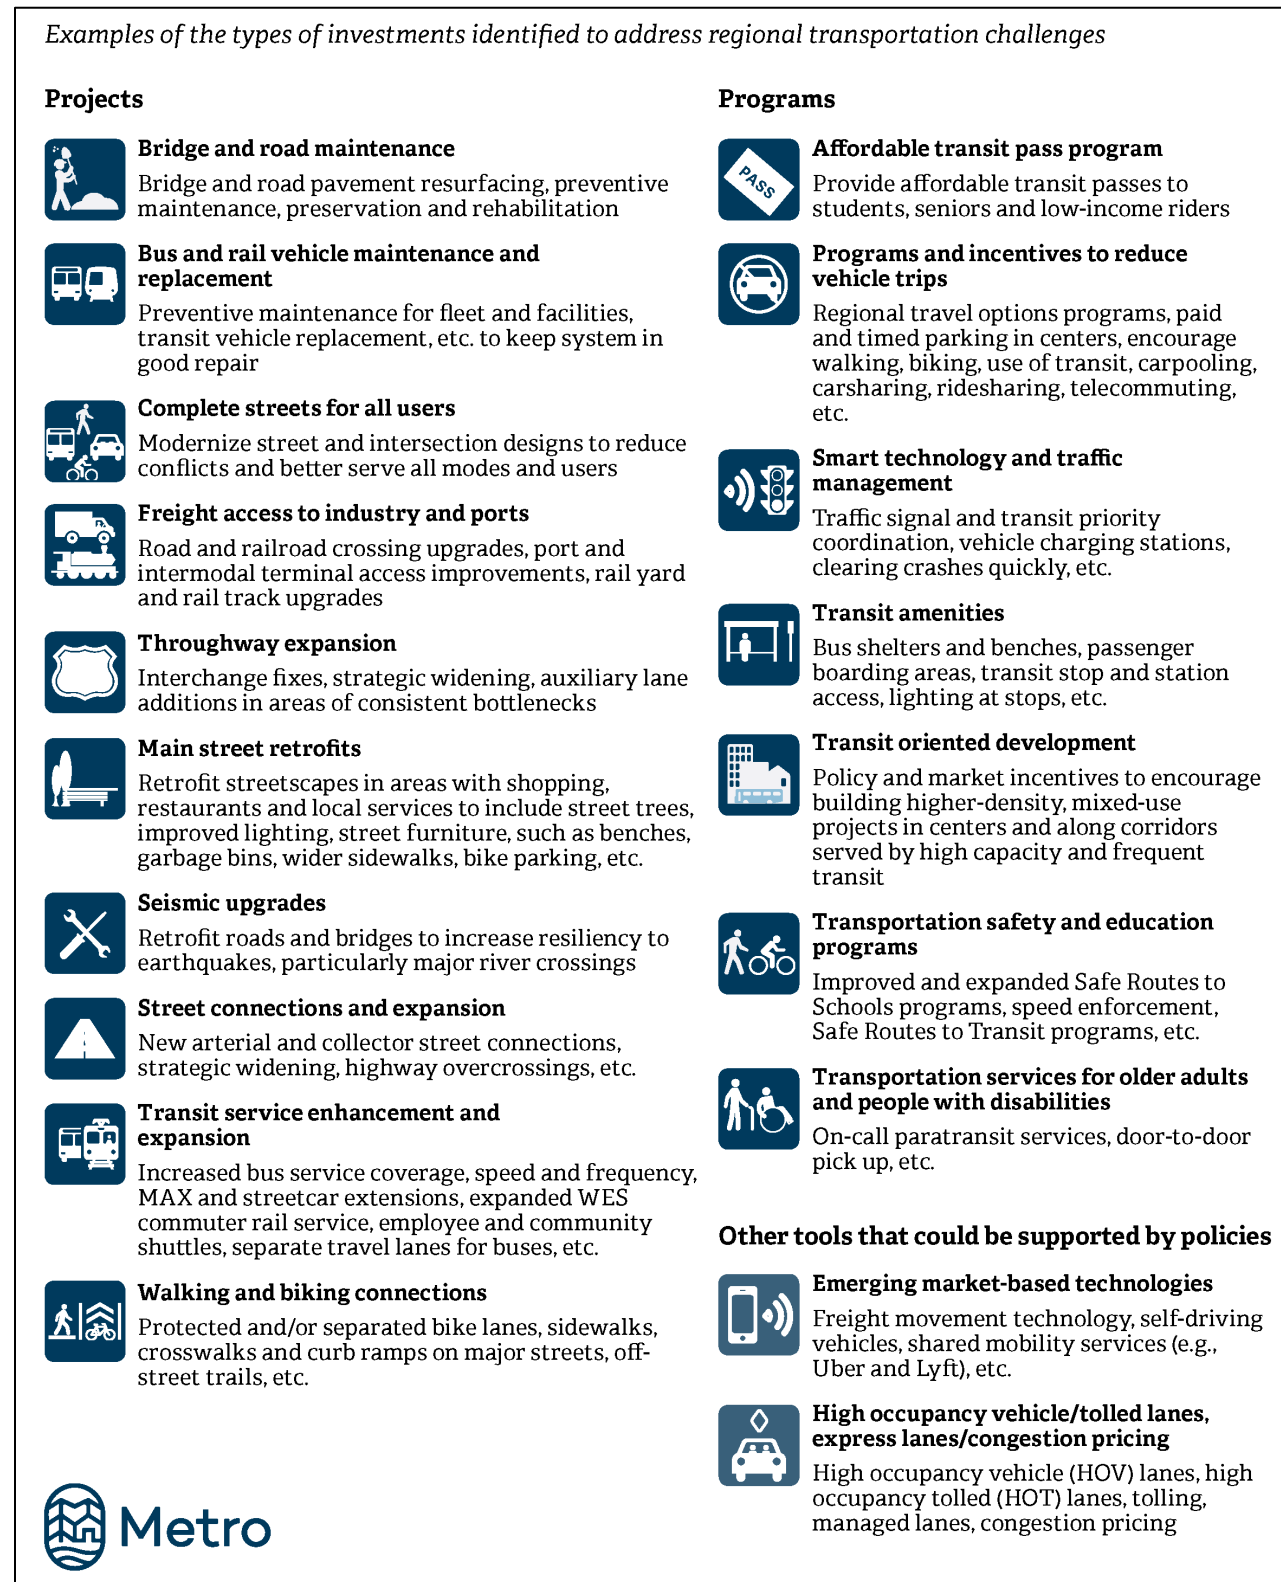 Examples of the types of investments identified to address regional transportation challenges
Projects
Bridge and road maintenance
Bridge and road pavement resurfacing, preventive
maintenance, preservation and rehabilitation
Bus and rail vehicle maintenance and
replacement
Preventive maintenance for fleet and facilities,
transit vehicle replacement, etc. to keep system in
good repair
Complete streets for all users
Modernize street and intersection designs to reduce
conflicts and better serve all modes and users
Freight access to industry and ports
Road and railroad crossing upgrades, port and
intermodal terminal access improvements, rail yard
and rail track upgrades
Throughway expansion
Interchange fixes, strategic widening, auxiliary lane
additions in areas of consistent bottlenecks
Main street retrofits
Retrofit streetscapes in areas with shopping,
restaurants and local services to include street trees,
improved lighting, street furniture, such as benches,
garbage bins, wider sidewalks, bike parking, etc.
Seismic upgrades
Retrofit roads and bridges to increase resiliency to
earthquakes, particularly major river crossings
Street connections and expansion
New arterial and collector street connections,
strategic widening, highway overcrossings, etc.
Transit service enhancement and
expansion
Increased bus service coverage, speed and frequency,
MAX and streetcar extensions, expanded WES
commuter rail service, employee and community
shuttles, separate travel lanes for buses, etc.
Walking and biking connections
Protected and/or separated bike lanes, sidewalks,
crosswalks and curb ramps on major streets, off-
street trails, etc.
Metro
Programs
PASS
Affordable transit pass program
Provide affordable transit passes to
students, seniors and low-income riders
Programs and incentives to reduce
vehicle trips
Regional travel options programs, paid
and timed parking in centers, encourage
walking, biking, use of transit, carpooling,
carsharing, ridesharing, telecommuting,
etc.
Smart technology and traffic
management
Traffic signal and transit priority
coordination, vehicle charging stations,
clearing crashes quickly, etc.
Transit amenities
Bus shelters and benches, passenger
boarding areas, transit stop and station
access, lighting at stops, etc.
Transit oriented development
Policy and market incentives to encourage
building higher-density, mixed-use
projects in centers and along corridors
served by high capacity and frequent
transit
Transportation safety and education
programs
Improved and expanded Safe Routes to
Schools programs, speed enforcement,
Safe Routes to Transit programs, etc.
Transportation services for older adults
and people with disabilities
On-call paratransit services, door-to-door
pick up, etc.
Other tools that could be supported by policies
Emerging market-based technologies
Freight movement technology, self-driving
vehicles, shared mobility services (e.g.,
Uber and Lyft), etc.
High occupancy vehicle/tolled lanes,
express lanes/congestion pricing
High occupancy vehicle (HOV) lanes, high
occupancy tolled (HOT) lanes, tolling,
managed lanes, congestion pricing